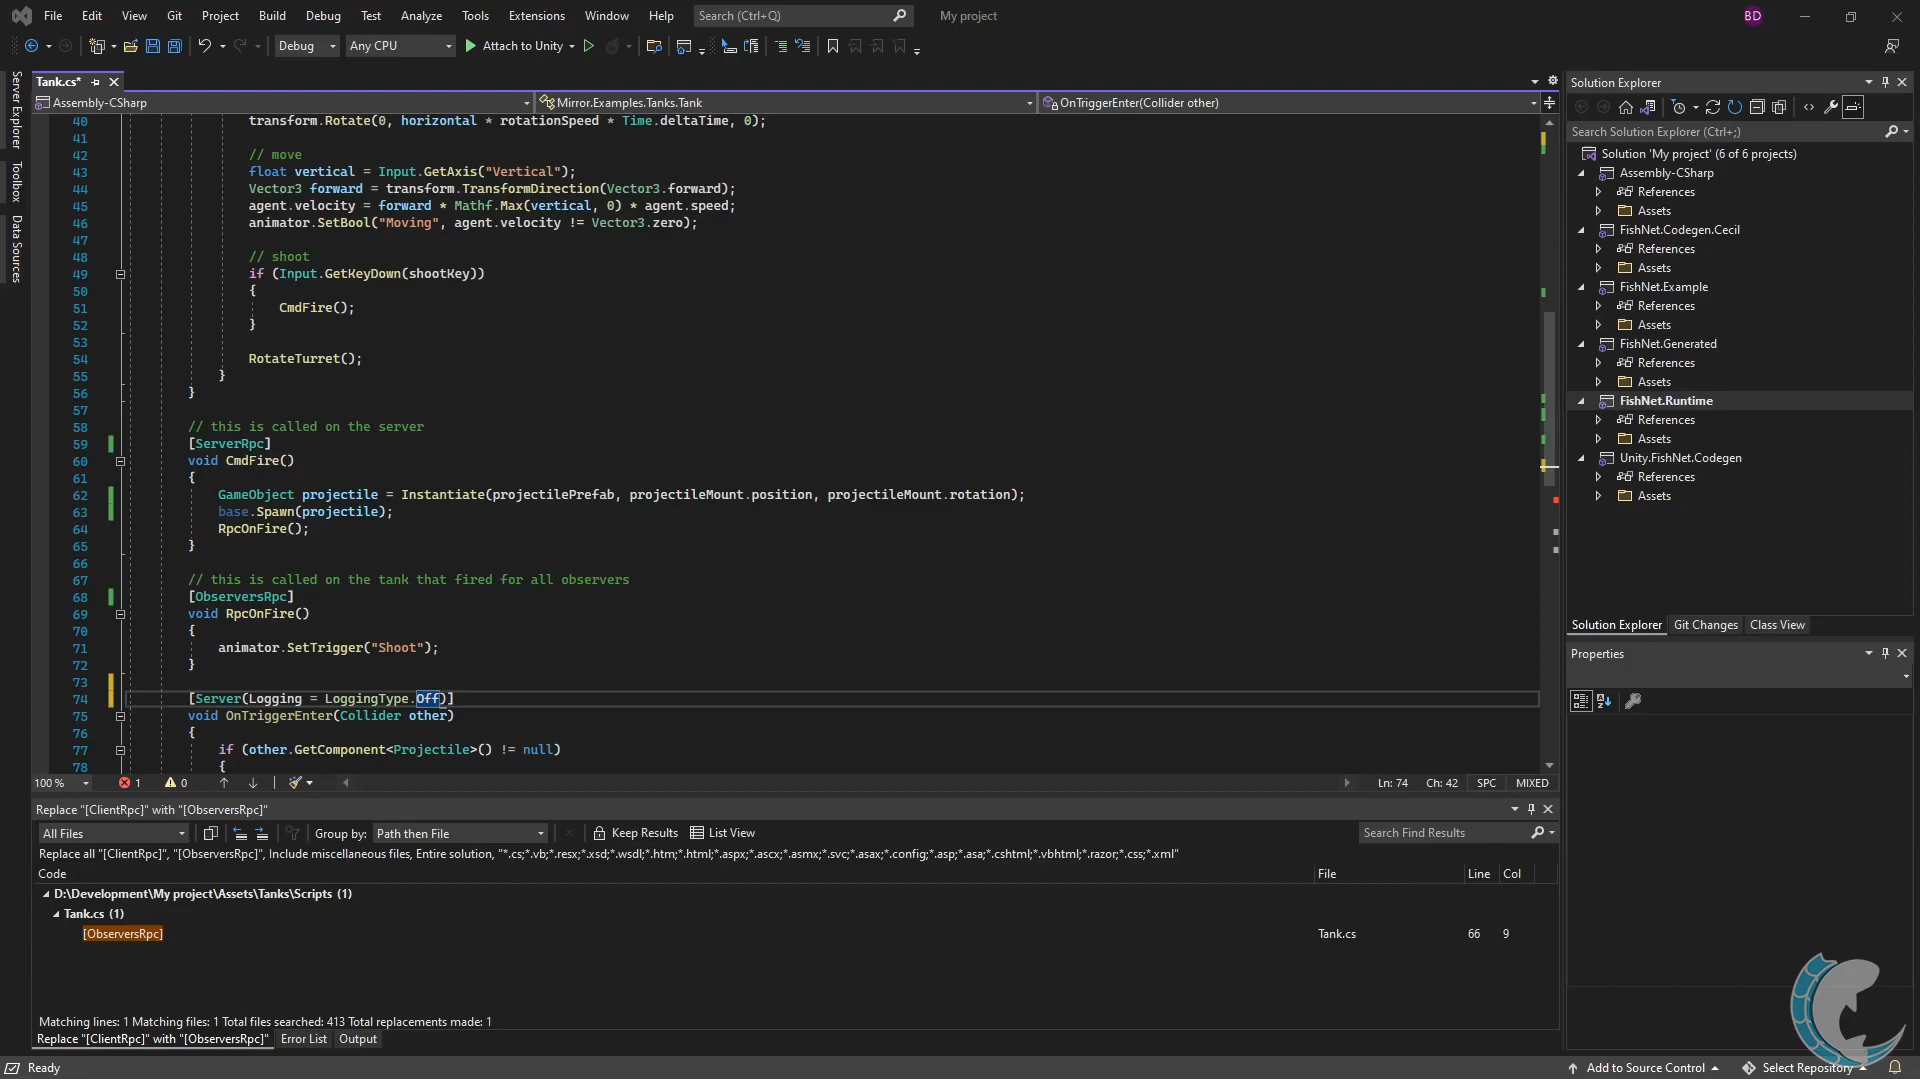 File Edit View Git Project Build Debug Test Analyze Tools Extensions Window Help Search (Ctrl+Q) My project BD
Debug Any CPU Attach to Unity
Server Explorer
Toolbox
Data Sources
Tank.cs*
Assembly-CSharp Mirror.Examples.Tanks.Tank OnTriggerEnter(Collider other)
40 transform.Rotate(0, horizontal * rotationSpeed * Time.deltaTime, 0);
41
42 // move
43 float vertical = Input.GetAxis("Vertical");
44 Vector3 forward = transform.TransformDirection(Vector3.forward);
45 agent.velocity = forward * Mathf.Max(vertical, 0) * agent.speed;
46 animator.SetBool("Moving", agent.velocity != Vector3.zero);
47
48 // shoot
49 if (Input.GetKeyDown(shootKey))
50 {
51 CmdFire();
52 }
53
54 RotateTurret();
55 }
56 }
57
58 // this is called on the server
59 [ServerRpc]
60 void CmdFire()
61 {
62 GameObject projectile = Instantiate(projectilePrefab, projectileMount.position, projectileMount.rotation);
63 base.Spawn(projectile);
64 RpcOnFire();
65 }
66
67 // this is called on the tank that fired for all observers
68 [ObserversRpc]
69 void RpcOnFire()
70 {
71 animator.SetTrigger("Shoot");
72 }
73
74 [Server(Logging = LoggingType.Off)]
75 void OnTriggerEnter(Collider other)
76 {
77 if (other.GetComponent<Projectile>() != null)
78 {
100 % 1 0 Ln: 74 Ch: 42 SPC MIXED
Replace "[ClientRpc]" with "[ObserversRpc]"
All Files Group by: Path then File Keep Results List View Search Find Results
Replace all "[ClientRpc]", "[ObserversRpc]", Include miscellaneous files, Entire solution, "*.cs;*.vb;*.resx;*.xsd;*.wsdl;*.htm;*.html;*.aspx;*.ascx;*.asmx;*.svc;*.asax;*.config;*.asp;*.asa;*.cshtml;*.vbhtml;*.razor;*.css;*.xml"
Code File Line Col
D:\Development\My project\Assets\Tanks\Scripts (1)
Tank.cs (1)
[ObserversRpc] Tank.cs 66 9
Matching lines: 1 Matching files: 1 Total files searched: 413 Total replacements made: 1
Replace "[ClientRpc]" with "[ObserversRpc]" Error List Output
Solution Explorer
Search Solution Explorer (Ctrl+;)
Solution 'My project' (6 of 6 projects)
Assembly-CSharp
References
Assets
FishNet.Codegen.Cecil
References
Assets
FishNet.Example
References
Assets
FishNet.Generated
References
Assets
FishNet.Runtime
References
Assets
Unity.FishNet.Codegen
References
Assets
Solution Explorer Git Changes Class View
Properties
Ready Add to Source Control Select Repository